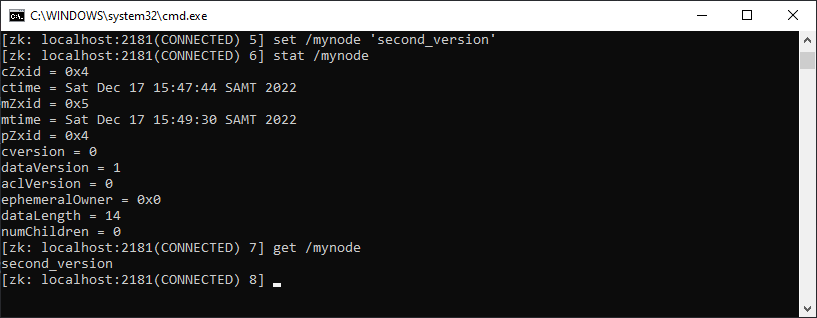 C:\WINDOWS\system32\cmd.exe
[zk: localhost:2181(CONNECTED) 5] set /mynode 'second_version'
[zk: localhost:2181(CONNECTED) 6] stat /mynode
cZxid = 0x4
ctime = Sat Dec 17 15:47:44 SAMT 2022
mZxid = 0x5
mtime = Sat Dec 17 15:49:30 SAMT 2022
pZxid = 0x4
cversion = 0
dataVersion = 1
aclVersion = 0
ephemeralOwner = 0x0
dataLength = 14
numChildren = 0
[zk: localhost:2181(CONNECTED) 7] get /mynode
second_version
[zk: localhost:2181(CONNECTED) 8]